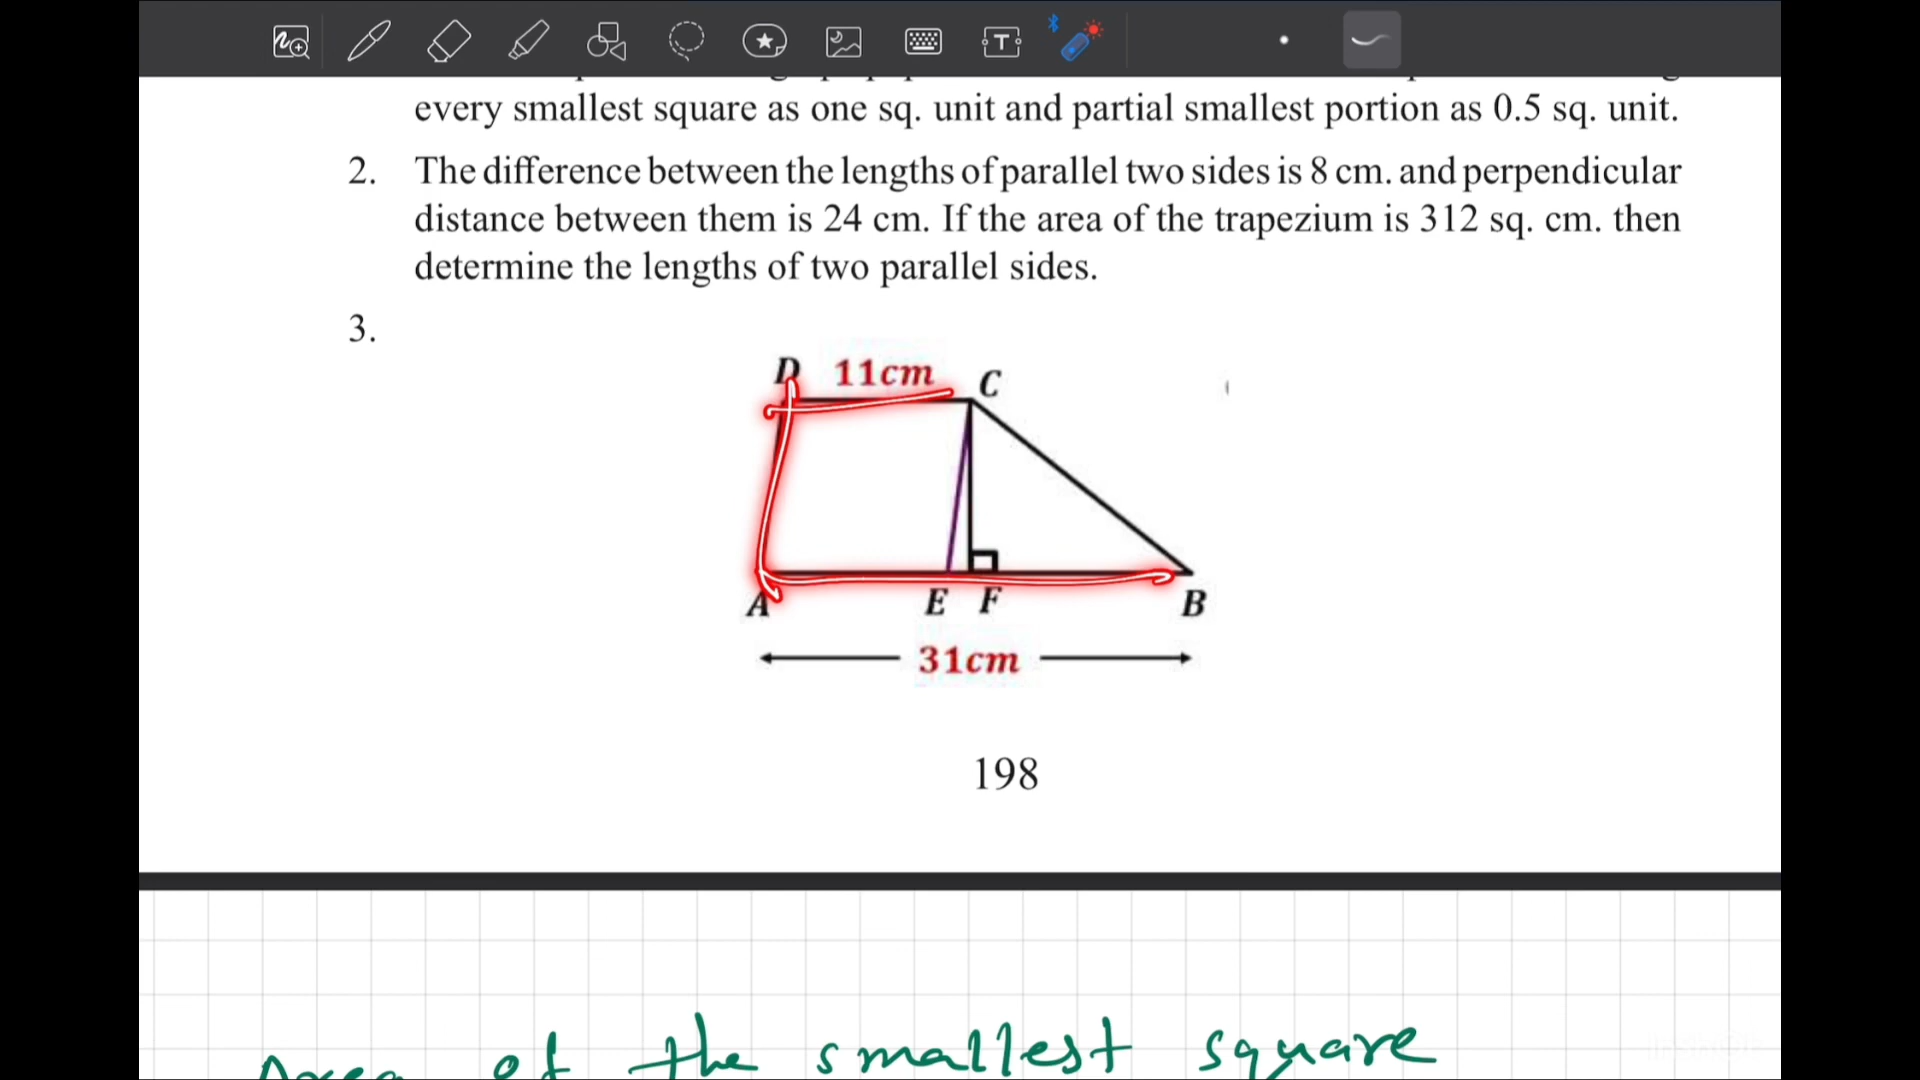 every smallest square as one sq. unit and partial smallest portion as 0.5 sq. unit.
2. The difference between the lengths of parallel two sides is 8 cm. and perpendicular
distance between them is 24 cm. If the area of the trapezium is 312 sq. cm. then
determine the lengths of two parallel sides.
3.
D 11cm C
A E F B
31cm
198
Area of the smallest square